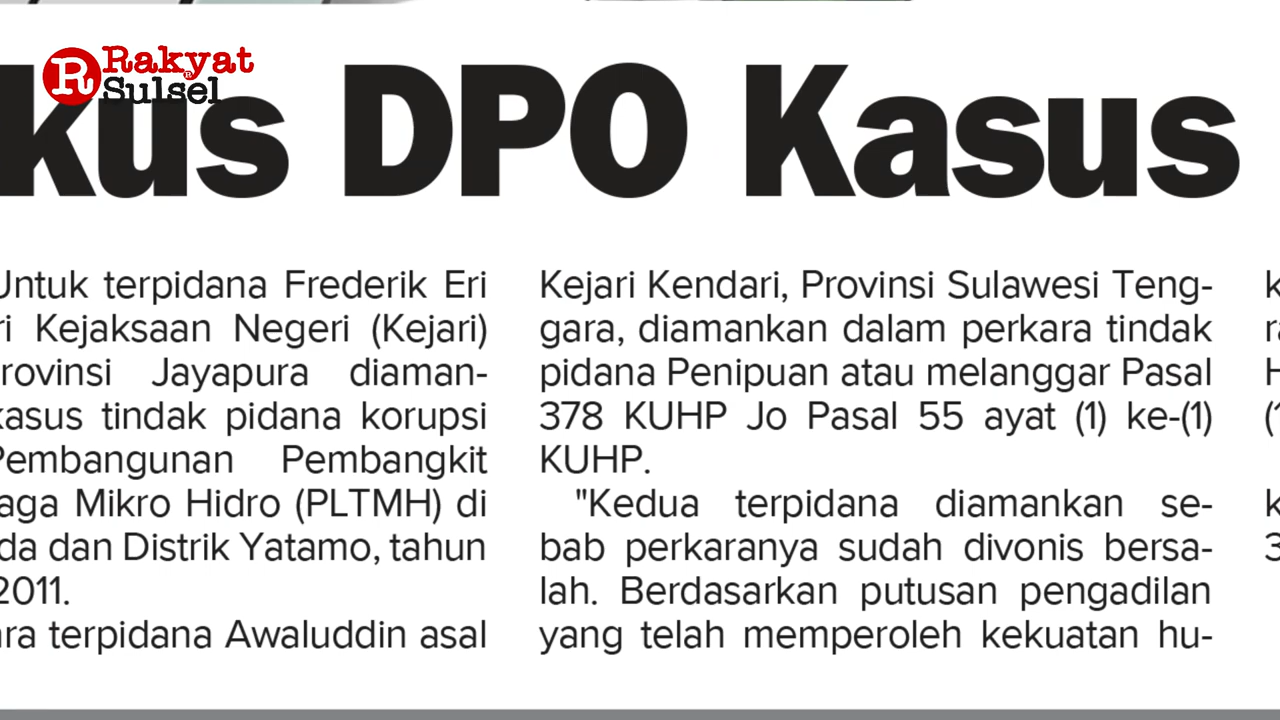 Rakyat
Sulsel
kus DPO Kasus
Untuk terpidana Frederik Eri
ri Kejaksaan Negeri (Kejari)
rovinsi Jayapura diaman-
kasus tindak pidana korupsi
Pembangunan Pembangkit
aga Mikro Hidro (PLTMH) di
da dan Distrik Yatamo, tahun
2011.
ara terpidana Awaluddin asal
Kejari Kendari, Provinsi Sulawesi Teng-
gara, diamankan dalam perkara tindak
pidana Penipuan atau melanggar Pasal
378 KUHP Jo Pasal 55 ayat (1) ke-(1)
KUHP.
"Kedua terpidana diamankan se-
bab perkaranya sudah divonis bersa-
lah. Berdasarkan putusan pengadilan
yang telah memperoleh kekuatan hu-